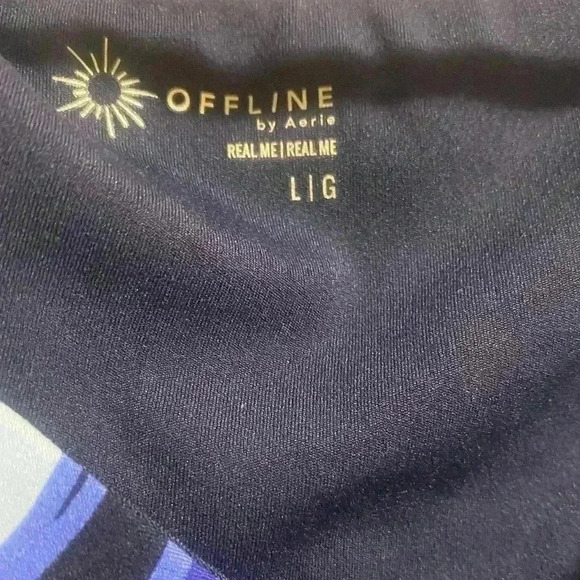 OFFLINE
by Aerie
REAL ME | REAL ME
L | G